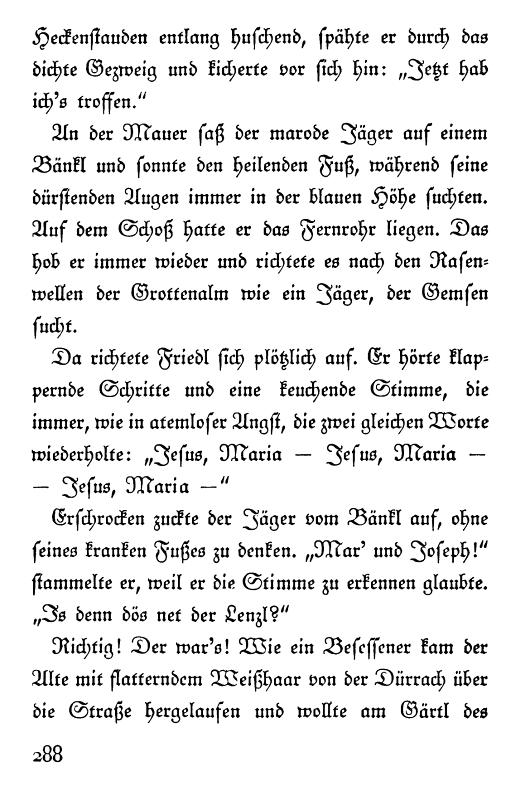 Heckenstauden entlang huschend, spähte er durch das
dichte Gezweig und kicherte vor sich hin: „Jetzt hab
ich's troffen."
An der Mauer saß der marode Jäger auf einem
Bänkl und sonnte den heilenden Fuß, während seine
dürstenden Augen immer in der blauen Höhe suchten.
Auf dem Schoß hatte er das Fernrohr liegen. Das
hob er immer wieder und richtete es nach den Rasen-
wellen der Grottenalm wie ein Jäger, der Gemsen
sucht.
Da richtete Friedl sich plötzlich auf. Er hörte klap-
pernde Schritte und eine keuchende Stimme, die
immer, wie in atemloser Angst, die zwei gleichen Worte
wiederholte: „Jesus, Maria — Jesus, Maria —
— Jesus, Maria —"
Erschrocken zuckte der Jäger vom Bänkl auf, ohne
seines kranken Fußes zu denken. „Mar' und Joseph!"
stammelte er, weil er die Stimme zu erkennen glaubte.
„Is denn dös net der Lenzl?"
Richtig! Der war's! Wie ein Besessener kam der
Alte mit flatterndem Weißhaar von der Dürrach über
die Straße hergelaufen und wollte am Gärtl des
288